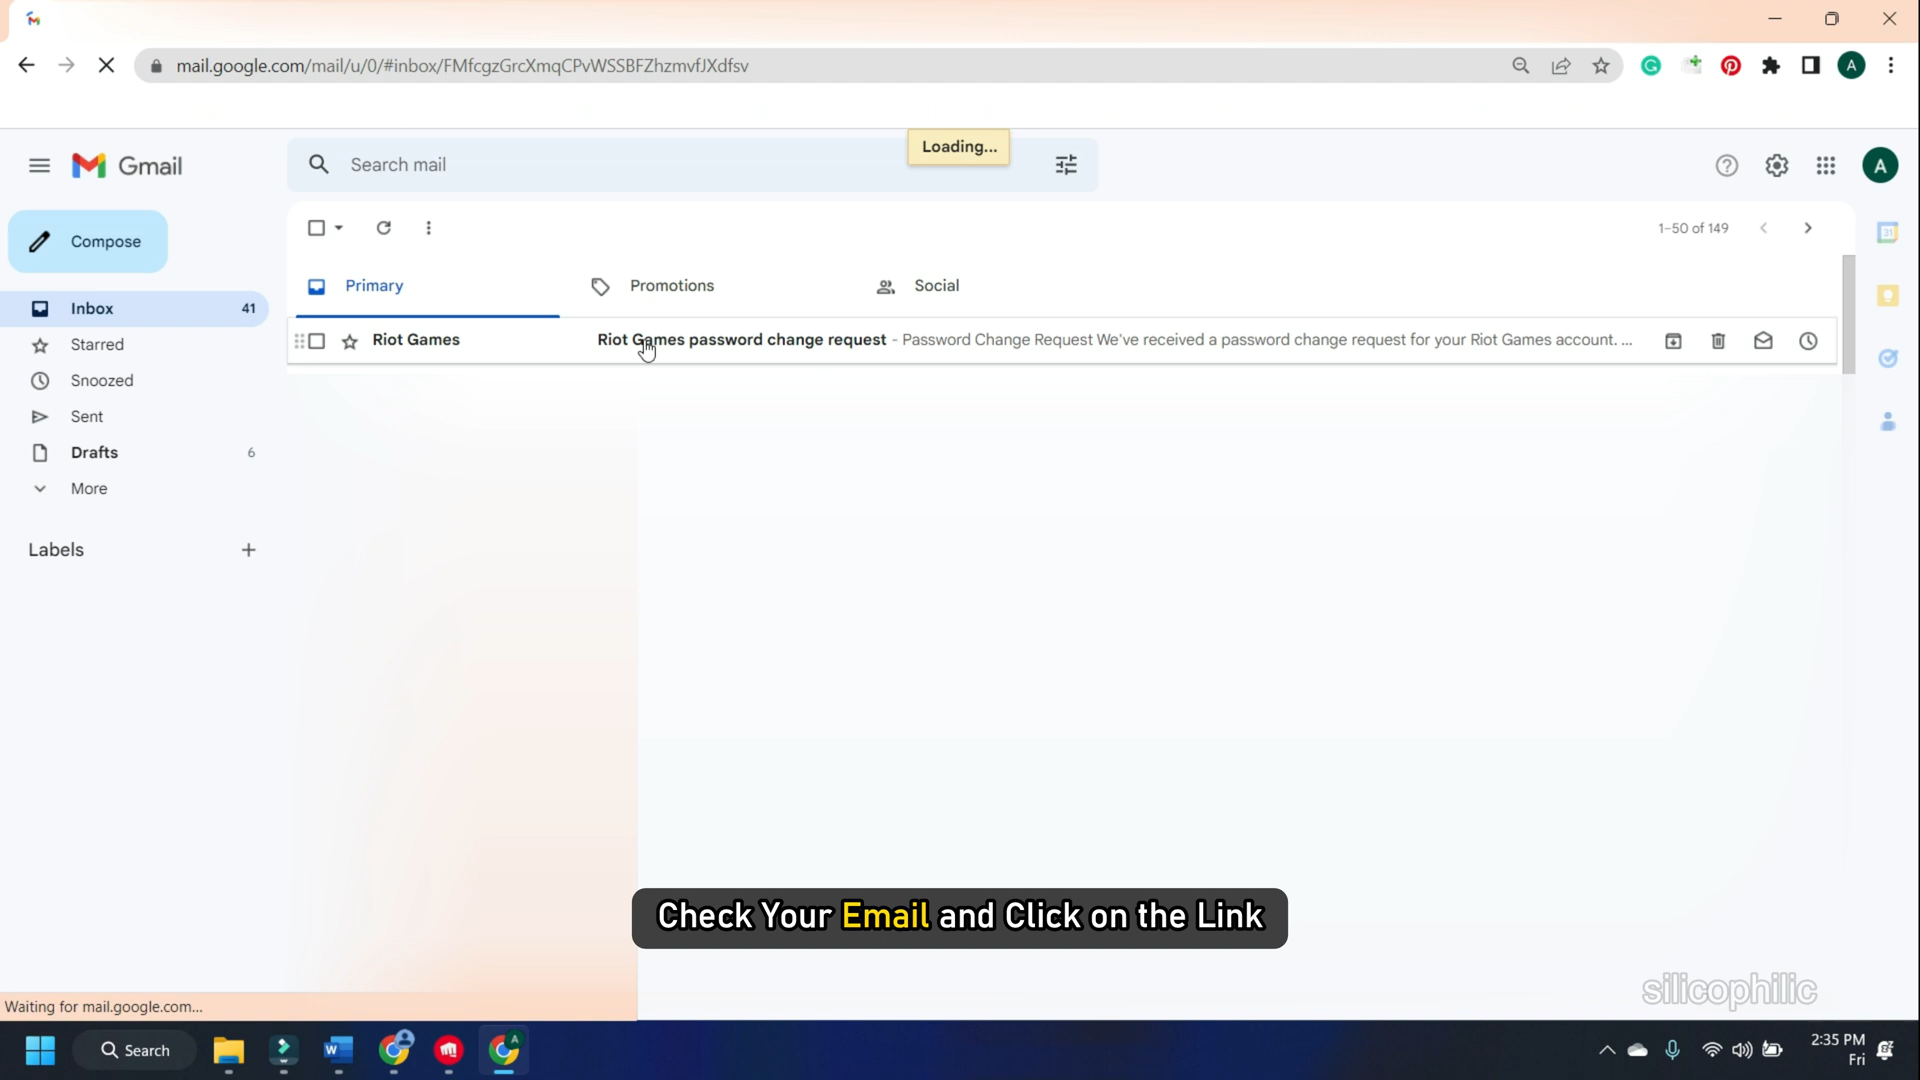 mail.google.com/mail/u/0/#inbox/FMfcgzGrcXmqCPvWSSBFZhzmvfJXdfsv
A
Loading...
Gmail
Search mail
A
Compose
1–50 of 149
31
Primary
Promotions
Social
Inbox 41
Riot Games Riot Games password change request - Password Change Request We've received a password change request for your Riot Games account. ...
Starred
Snoozed
Sent
Drafts 6
More
Labels
Check Your Email and Click on the Link
silicophilic
Waiting for mail.google.com...
Search
W
A
2:35 PM
Fri